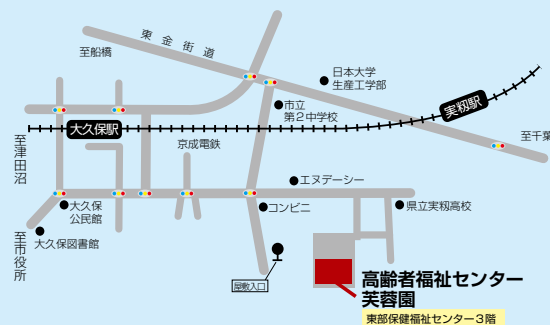 東金街道
至船橋
日本大学
生産工学部
実籾駅
市立
第2中学校
大久保駅
至千葉
京成電鉄
至津田沼
エヌデーシー
大久保
公民館
コンビニ
県立実籾高校
大久保図書館
至市役所
屋敷入口
高齢者福祉センター
芙蓉園
東部保健福祉センター3階